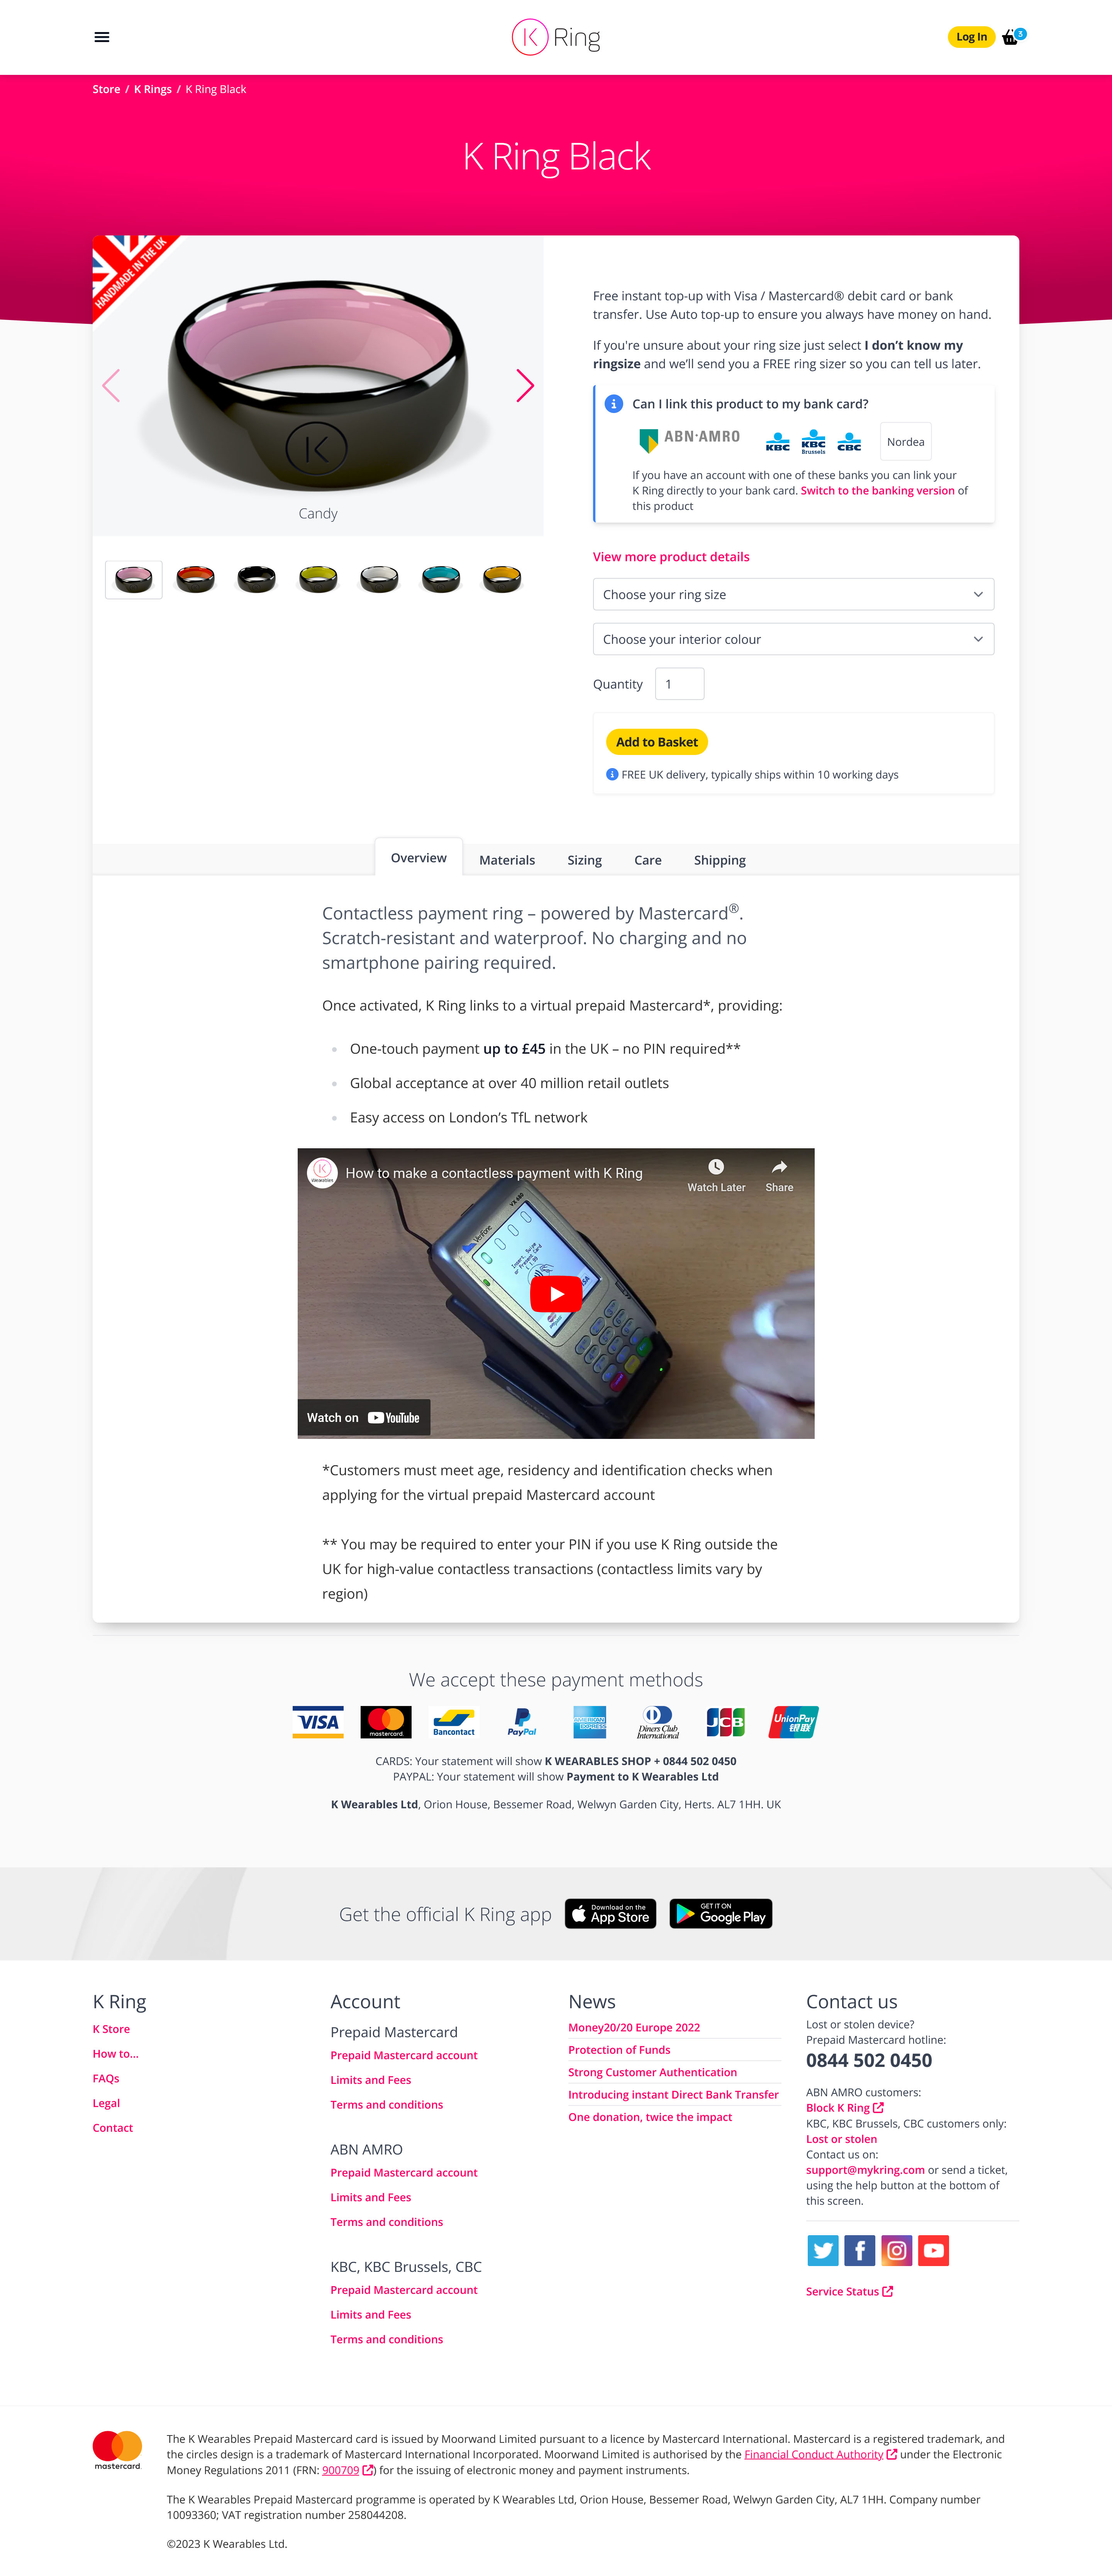 K Ring
Log In
3
Store / K Rings / K Ring Black
K Ring Black
HANDMADE IN THE UK
K
Candy
Free instant top-up with Visa / Mastercard® debit card or bank
transfer. Use Auto top-up to ensure you always have money on hand.
If you're unsure about your ring size just select I don’t know my
ringsize and we’ll send you a FREE ring sizer so you can tell us later.
Can I link this product to my bank card?
ABN·AMRO
KBC
KBC
Brussels
CBC
Nordea
If you have an account with one of these banks you can link your
K Ring directly to your bank card. Switch to the banking version of
this product
View more product details
Choose your ring size
Choose your interior colour
Quantity 1
Add to Basket
FREE UK delivery, typically ships within 10 working days
Overview Materials Sizing Care Shipping
Contactless payment ring – powered by Mastercard®.
Scratch-resistant and waterproof. No charging and no
smartphone pairing required.
Once activated, K Ring links to a virtual prepaid Mastercard*, providing:
One-touch payment up to £45 in the UK – no PIN required**
Global acceptance at over 40 million retail outlets
Easy access on London’s TfL network
How to make a contactless payment with K Ring
Watch Later
Share
VX 680
Verifone
Insert, Swipe
or Present Card
VISA
Watch on YouTube
*Customers must meet age, residency and identification checks when
applying for the virtual prepaid Mastercard account
** You may be required to enter your PIN if you use K Ring outside the
UK for high-value contactless transactions (contactless limits vary by
region)
We accept these payment methods
VISA
mastercard
Bancontact
PayPal
AMERICAN EXPRESS
Diners Club International
JCB
UnionPay 银联
CARDS: Your statement will show K WEARABLES SHOP + 0844 502 0450
PAYPAL: Your statement will show Payment to K Wearables Ltd
K Wearables Ltd, Orion House, Bessemer Road, Welwyn Garden City, Herts. AL7 1HH. UK
Get the official K Ring app
Download on the App Store
GET IT ON Google Play
K Ring
K Store
How to...
FAQs
Legal
Contact
Account
Prepaid Mastercard
Prepaid Mastercard account
Limits and Fees
Terms and conditions
ABN AMRO
Prepaid Mastercard account
Limits and Fees
Terms and conditions
KBC, KBC Brussels, CBC
Prepaid Mastercard account
Limits and Fees
Terms and conditions
News
Money20/20 Europe 2022
Protection of Funds
Strong Customer Authentication
Introducing instant Direct Bank Transfer
One donation, twice the impact
Contact us
Lost or stolen device?
Prepaid Mastercard hotline:
0844 502 0450
ABN AMRO customers:
Block K Ring
KBC, KBC Brussels, CBC customers only:
Lost or stolen
Contact us on:
support@mykring.com or send a ticket,
using the help button at the bottom of
this screen.
Service Status
mastercard
The K Wearables Prepaid Mastercard card is issued by Moorwand Limited pursuant to a licence by Mastercard International. Mastercard is a registered trademark, and
the circles design is a trademark of Mastercard International Incorporated. Moorwand Limited is authorised by the Financial Conduct Authority under the Electronic
Money Regulations 2011 (FRN: 900709 ) for the issuing of electronic money and payment instruments.
The K Wearables Prepaid Mastercard programme is operated by K Wearables Ltd, Orion House, Bessemer Road, Welwyn Garden City, AL7 1HH. Company number
10093360; VAT registration number 258044208.
©2023 K Wearables Ltd.